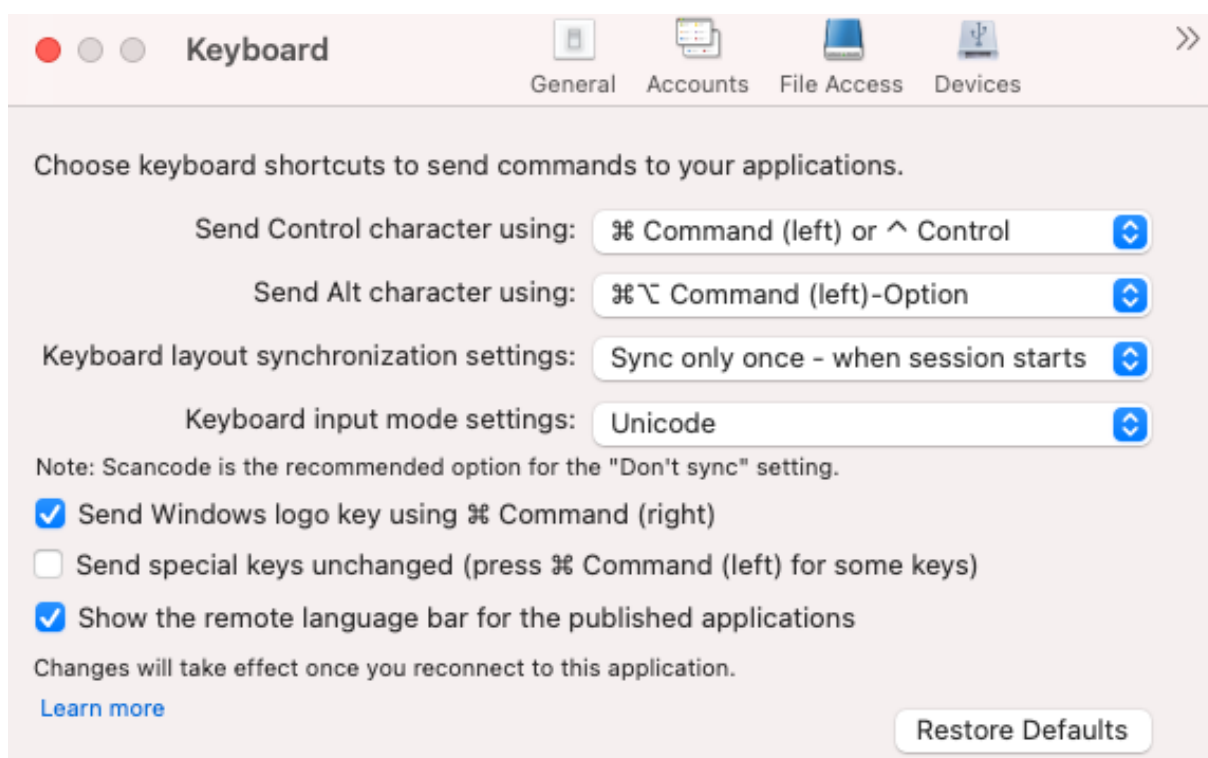 Keyboard
General Accounts File Access Devices
Choose keyboard shortcuts to send commands to your applications.
Send Control character using: ⌘ Command (left) or ^ Control
Send Alt character using: ⌘⌥ Command (left)-Option
Keyboard layout synchronization settings: Sync only once - when session starts
Keyboard input mode settings: Unicode
Note: Scancode is the recommended option for the "Don't sync" setting.
Send Windows logo key using ⌘ Command (right)
Send special keys unchanged (press ⌘ Command (left) for some keys)
Show the remote language bar for the published applications
Changes will take effect once you reconnect to this application.
Learn more
Restore Defaults